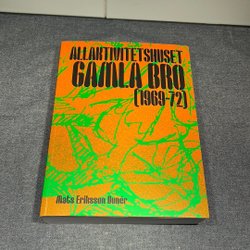 ALLAKTIVITETSHUSET
GAMLA BRO
(1969-72)
Mats Eriksson Dunér